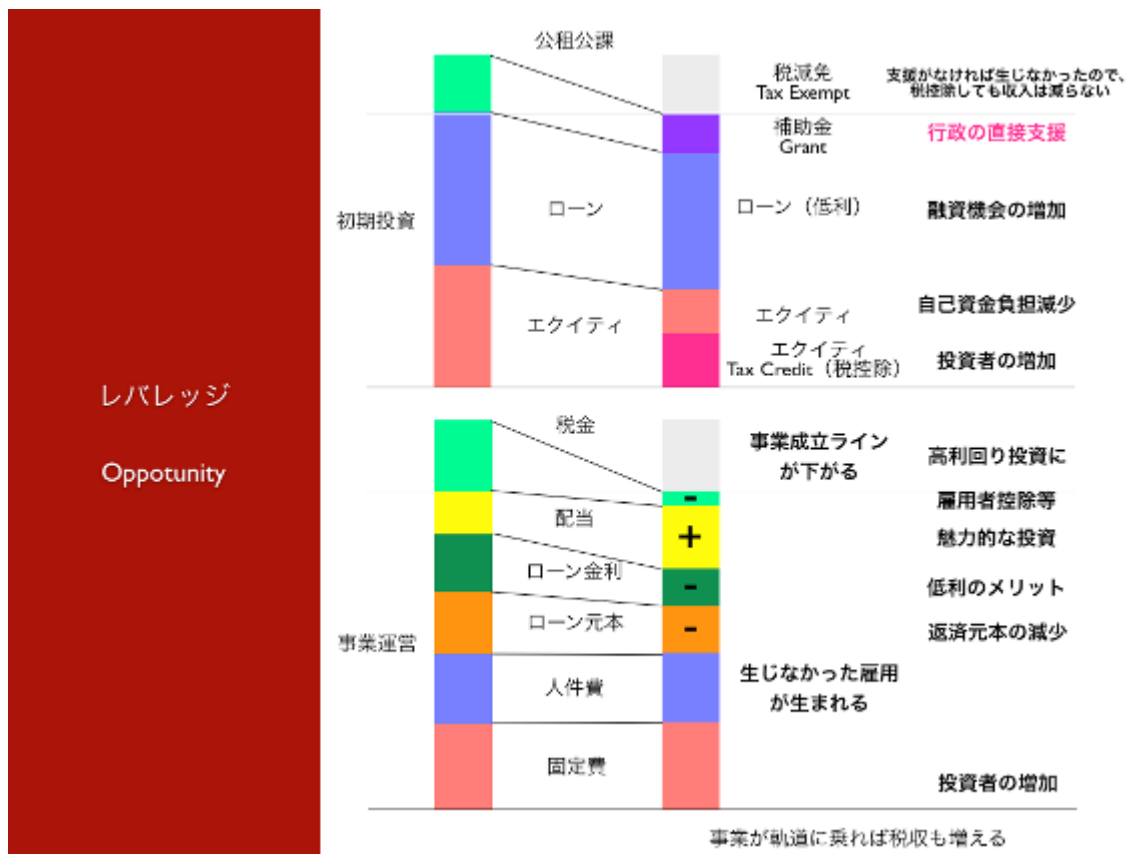 レバレッジ
Oppotunity
公租公課
税減免
Tax Exempt
支援がなければ生じなかったので、
税控除しても収入は減らない
補助金
Grant
行政の直接支援
初期投資
ローン
ローン（低利）
融資機会の増加
エクイティ
エクイティ
自己資金負担減少
エクイティ
Tax Credit（税控除）
投資者の増加
税金
事業成立ライン
が下がる
高利回り投資に
-
雇用者控除等
配当
+
魅力的な投資
ローン金利
-
低利のメリット
事業運営
ローン元本
-
返済元本の減少
人件費
生じなかった雇用
が生まれる
固定費
投資者の増加
事業が軌道に乗れば税収も増える